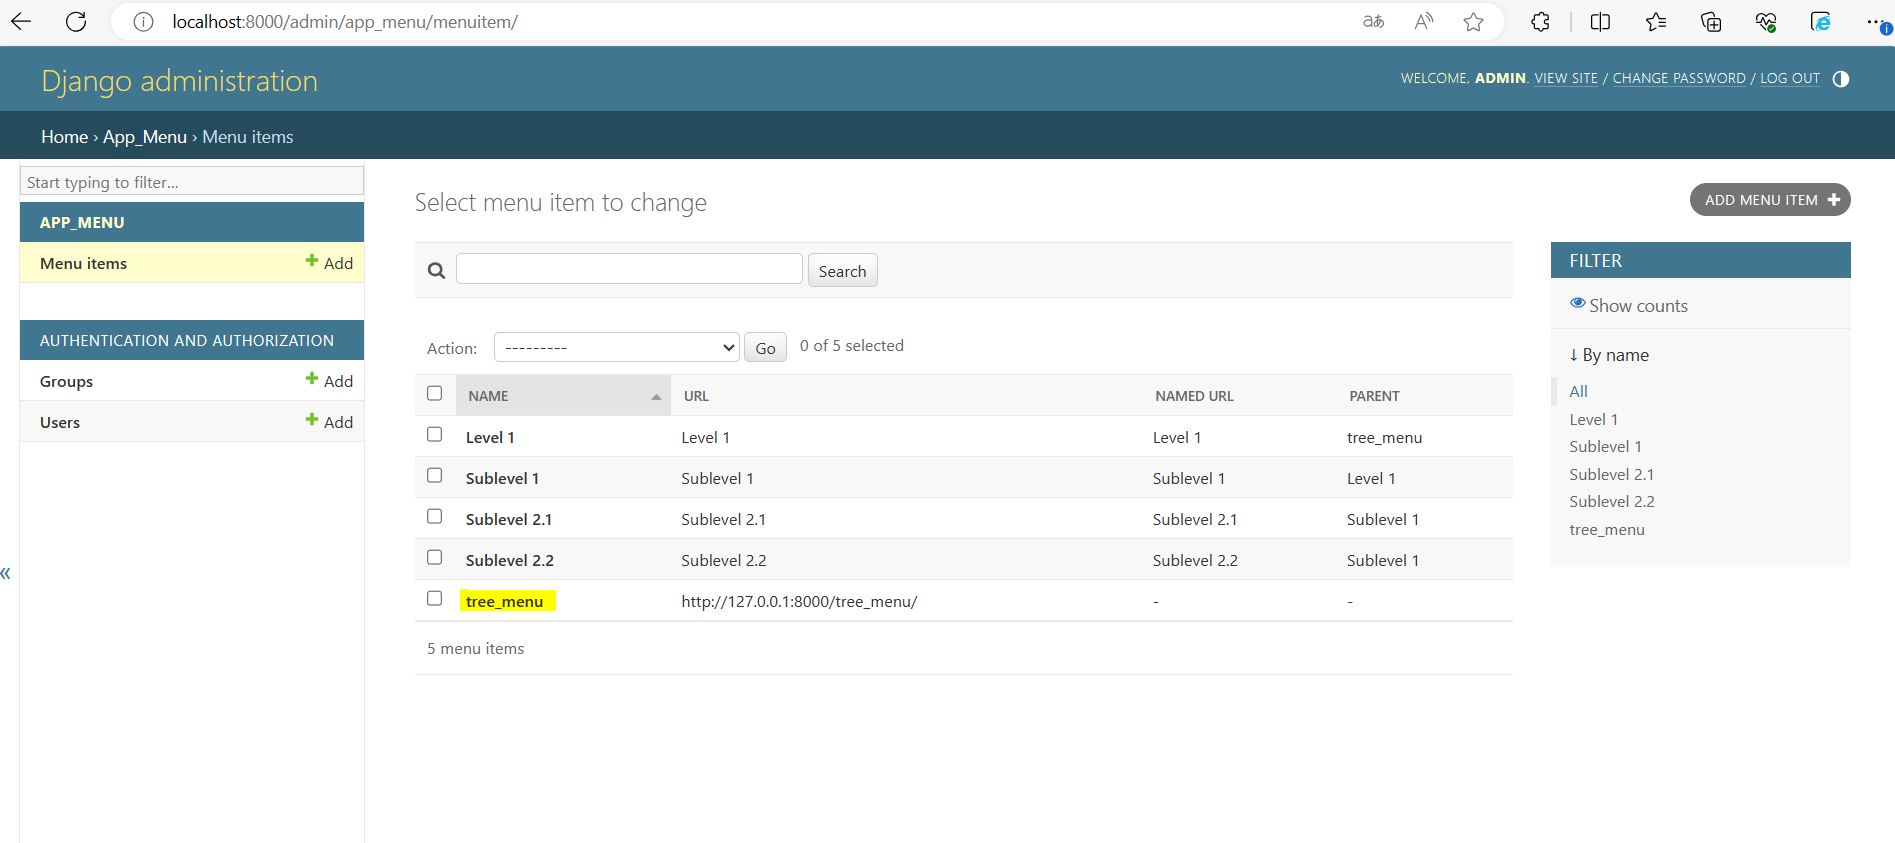 localhost:8000/admin/app_menu/menuitem/
Django administration
WELCOME, ADMIN. VIEW SITE / CHANGE PASSWORD / LOG OUT
Home › App_Menu › Menu items
Start typing to filter...
APP_MENU
Menu items + Add
AUTHENTICATION AND AUTHORIZATION
Groups + Add
Users + Add
«
Select menu item to change
ADD MENU ITEM +
Search
Action: --------- Go 0 of 5 selected
NAME URL NAMED URL PARENT
Level 1 Level 1 Level 1 tree_menu
Sublevel 1 Sublevel 1 Sublevel 1 Level 1
Sublevel 2.1 Sublevel 2.1 Sublevel 2.1 Sublevel 1
Sublevel 2.2 Sublevel 2.2 Sublevel 2.2 Sublevel 1
tree_menu http://127.0.0.1:8000/tree_menu/ - -
5 menu items
FILTER
Show counts
↓ By name
All
Level 1
Sublevel 1
Sublevel 2.1
Sublevel 2.2
tree_menu